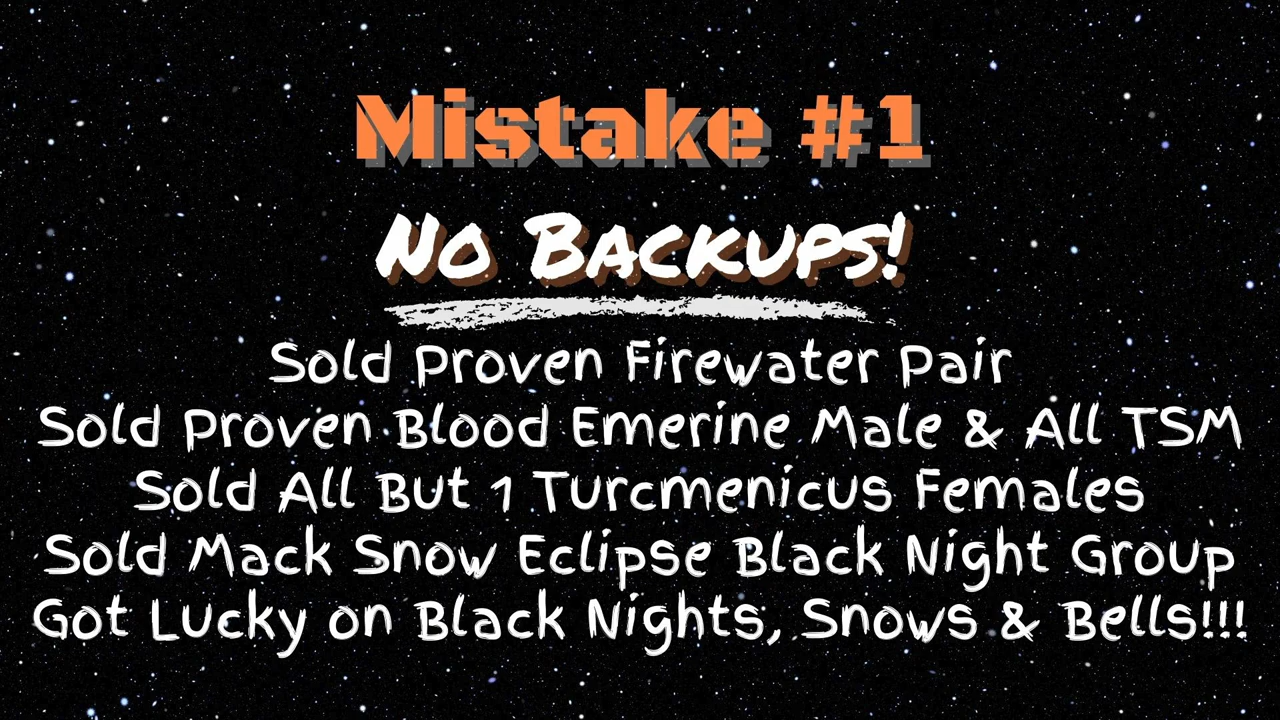 Mistake #1
No Backups!
Sold Proven Firewater Pair
Sold Proven Blood Emerine Male & All TSM
Sold All But 1 Turcmenicus Females
Sold Mack Snow Eclipse Black Night Group
Got Lucky on Black Nights, Snows & Bells!!!